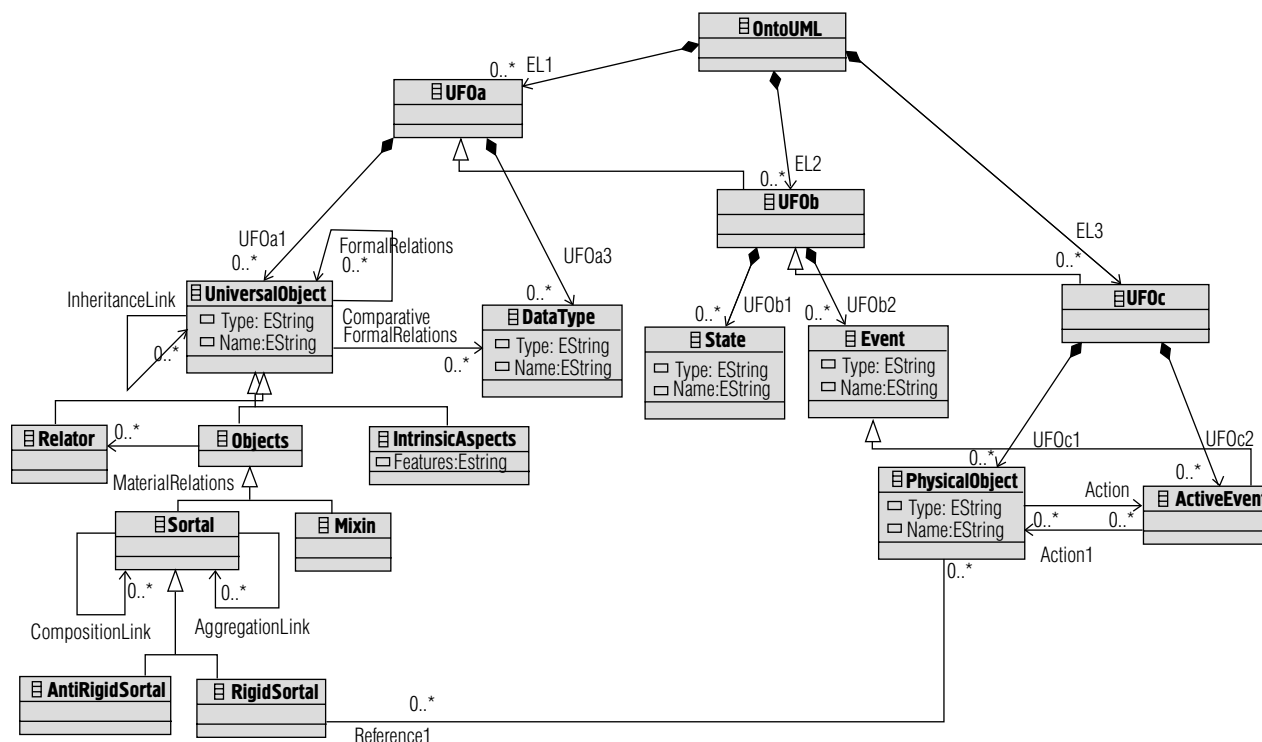 OntoUML
EL1
0..*
UFOa
EL2
0..*
UFOb
EL3
0..*
UFOc
UFOa1
0..*
FormalRelations
0..*
UFOa3
0..*
InheritanceLink
0..*
UniversalObject
Type: EString
Name:EString
Comparative
FormalRelations
0..*
DataType
Type: EString
Name:EString
UFOb1
0..*
UFOb2
0..*
State
Type: EString
Name:EString
Event
Type: EString
Name:EString
Relator
0..*
Objects
MaterialRelations
IntrinsicAspects
Features:Estring
UFOc1
0..*
UFOc2
0..*
PhysicalObject
Type: EString
Name:EString
Action
0..*
0..*
Action1
ActiveEvent
0..*
Sortal
Mixin
0..*
0..*
CompositionLink
AggregationLink
AntiRigidSortal
RigidSortal
0..*
Reference1